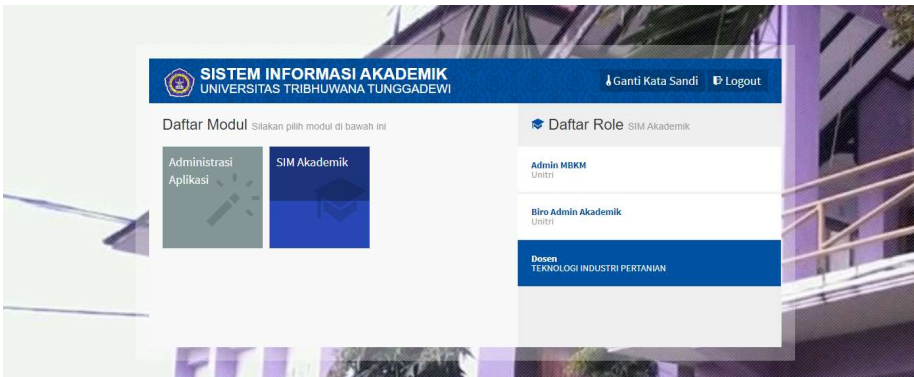 SISTEM INFORMASI AKADEMIK
UNIVERSITAS TRIBHUWANA TUNGGADEWI
Ganti Kata Sandi Logout
Daftar Modul Silakan pilih modul di bawah ini
Administrasi
Aplikasi
SIM Akademik
Daftar Role SIM Akademik
Admin MBKM
Unitri
Biro Admin Akademik
Unitri
Dosen
TEKNOLOGI INDUSTRI PERTANIAN